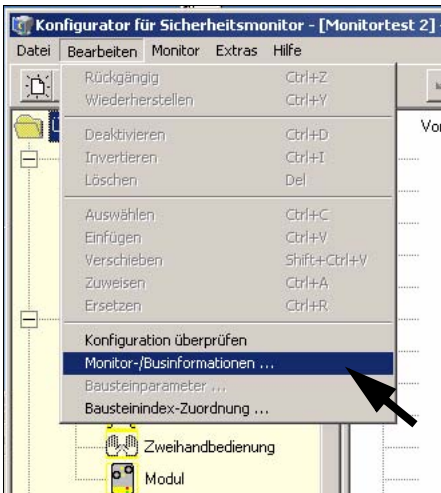 Konfigurator für Sicherheitsmonitor - [Monitortest 2]
Datei Bearbeiten Monitor Extras Hilfe
Rückgängig Ctrl+Z
Wiederherstellen Ctrl+Y
Deaktivieren Ctrl+D
Invertieren Ctrl+I
Löschen Del
Auswählen Ctrl+C
Einfügen Ctrl+V
Verschieben Shift+Ctrl+V
Zuweisen Ctrl+A
Ersetzen Ctrl+R
Konfiguration überprüfen
Monitor-/Businformationen ...
Bausteinparameter ...
Bausteinindex-Zuordnung ...
Zweihandbedienung
Modul